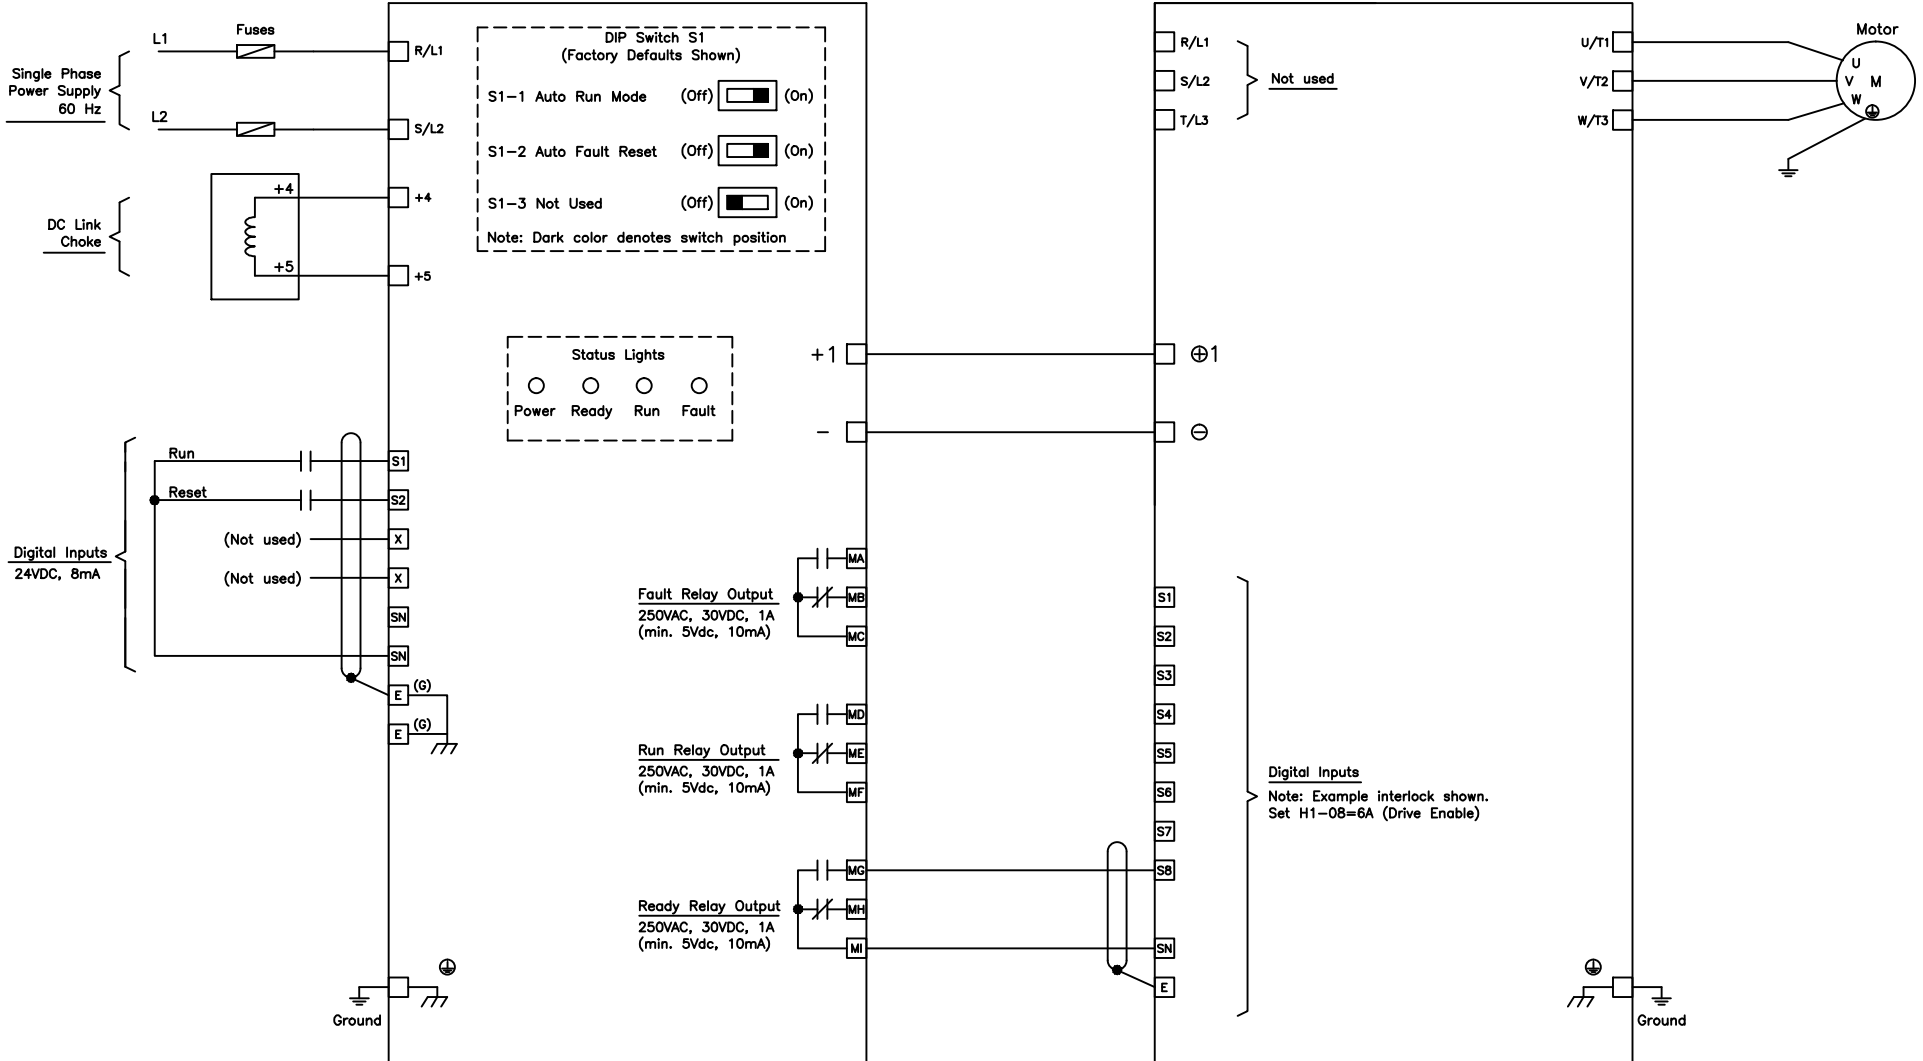 Single Phase
Power Supply
60 Hz
L1
Fuses
R/L1
L2
S/L2
DC Link
Choke
+4
+4
+5
+5
DIP Switch S1
(Factory Defaults Shown)
S1-1 Auto Run Mode (Off) (On)
S1-2 Auto Fault Reset (Off) (On)
S1-3 Not Used (Off) (On)
Note: Dark color denotes switch position
Status Lights
Power Ready Run Fault
+1
-
Digital Inputs
24VDC, 8mA
Run
S1
Reset
S2
(Not used)
X
(Not used)
X
SN
SN
E (G)
E (G)
Ground
Fault Relay Output
250VAC, 30VDC, 1A
(min. 5Vdc, 10mA)
MA
MB
MC
Run Relay Output
250VAC, 30VDC, 1A
(min. 5Vdc, 10mA)
MD
ME
MF
Ready Relay Output
250VAC, 30VDC, 1A
(min. 5Vdc, 10mA)
MG
MH
MI
R/L1
S/L2
T/L3
Not used
⊕1
⊖
S1
S2
S3
S4
S5
S6
S7
S8
SN
E
Digital Inputs
Note: Example interlock shown.
Set H1-08=6A (Drive Enable)
U/T1
V/T2
W/T3
Motor
U
V M
W
Ground